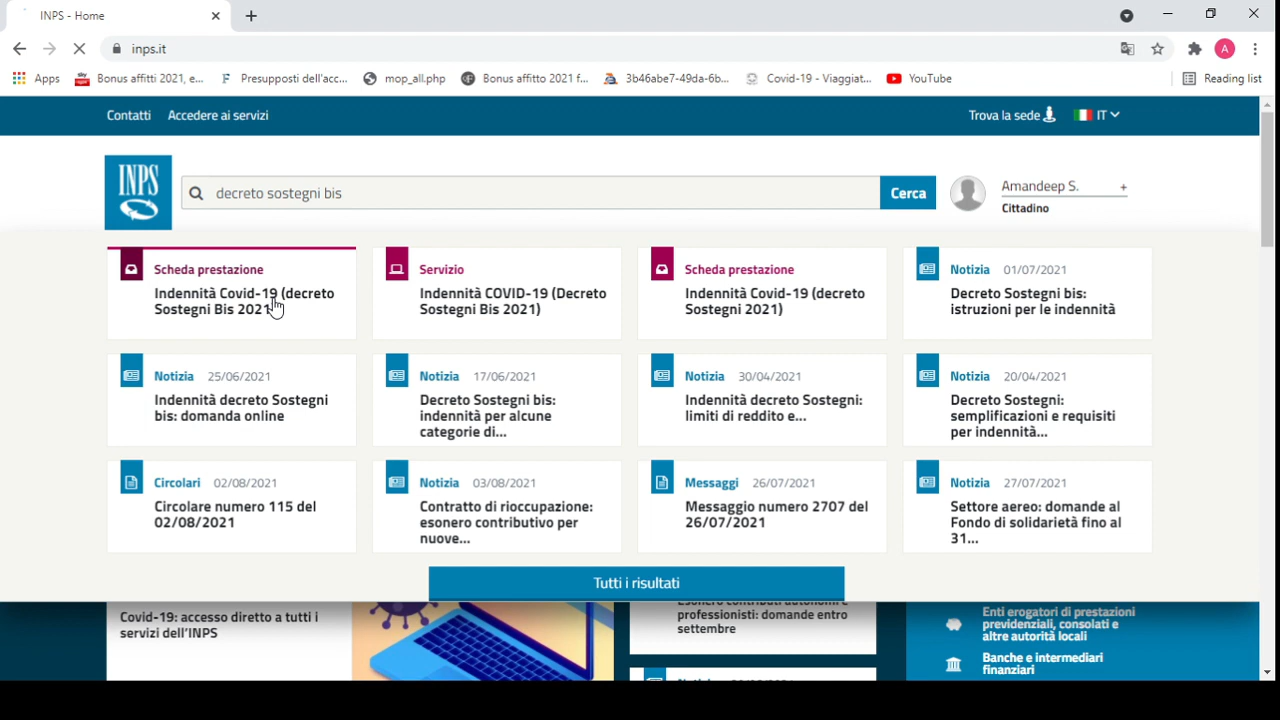 INPS - Home
inps.it
A
Apps
Bonus affitti 2021, e...
Presupposti dell'acc...
mop_all.php
Bonus affitto 2021 f...
3b46abe7-49da-6b...
Covid-19 - Viaggiat...
YouTube
Reading list
Contatti
Accedere ai servizi
Trova la sede
IT
INPS
decreto sostegni bis
Cerca
Amandeep S.
+
Cittadino
Scheda prestazione
Indennità Covid-19 (decreto
Sostegni Bis 2021)
Servizio
Indennità COVID-19 (Decreto
Sostegni Bis 2021)
Scheda prestazione
Indennità Covid-19 (decreto
Sostegni 2021)
Notizia 01/07/2021
Decreto Sostegni bis:
istruzioni per le indennità
Notizia 25/06/2021
Indennità decreto Sostegni
bis: domanda online
Notizia 17/06/2021
Decreto Sostegni bis:
indennità per alcune
categorie di...
Notizia 30/04/2021
Indennità decreto Sostegni:
limiti di reddito e...
Notizia 20/04/2021
Decreto Sostegni:
semplificazioni e requisiti
per indennità...
Circolari 02/08/2021
Circolare numero 115 del
02/08/2021
Notizia 03/08/2021
Contratto di rioccupazione:
esonero contributivo per
nuove...
Messaggi 26/07/2021
Messaggio numero 2707 del
26/07/2021
Notizia 27/07/2021
Settore aereo: domande al
Fondo di solidarietà fino al
31...
Tutti i risultati
Covid-19: accesso diretto a tutti i
servizi dell'INPS
Esonero contributi autonomi e
professionisti: domande entro
settembre
Enti erogatori di prestazioni
previdenziali, consolati e
altre autorità locali
Banche e intermediari
finanziari